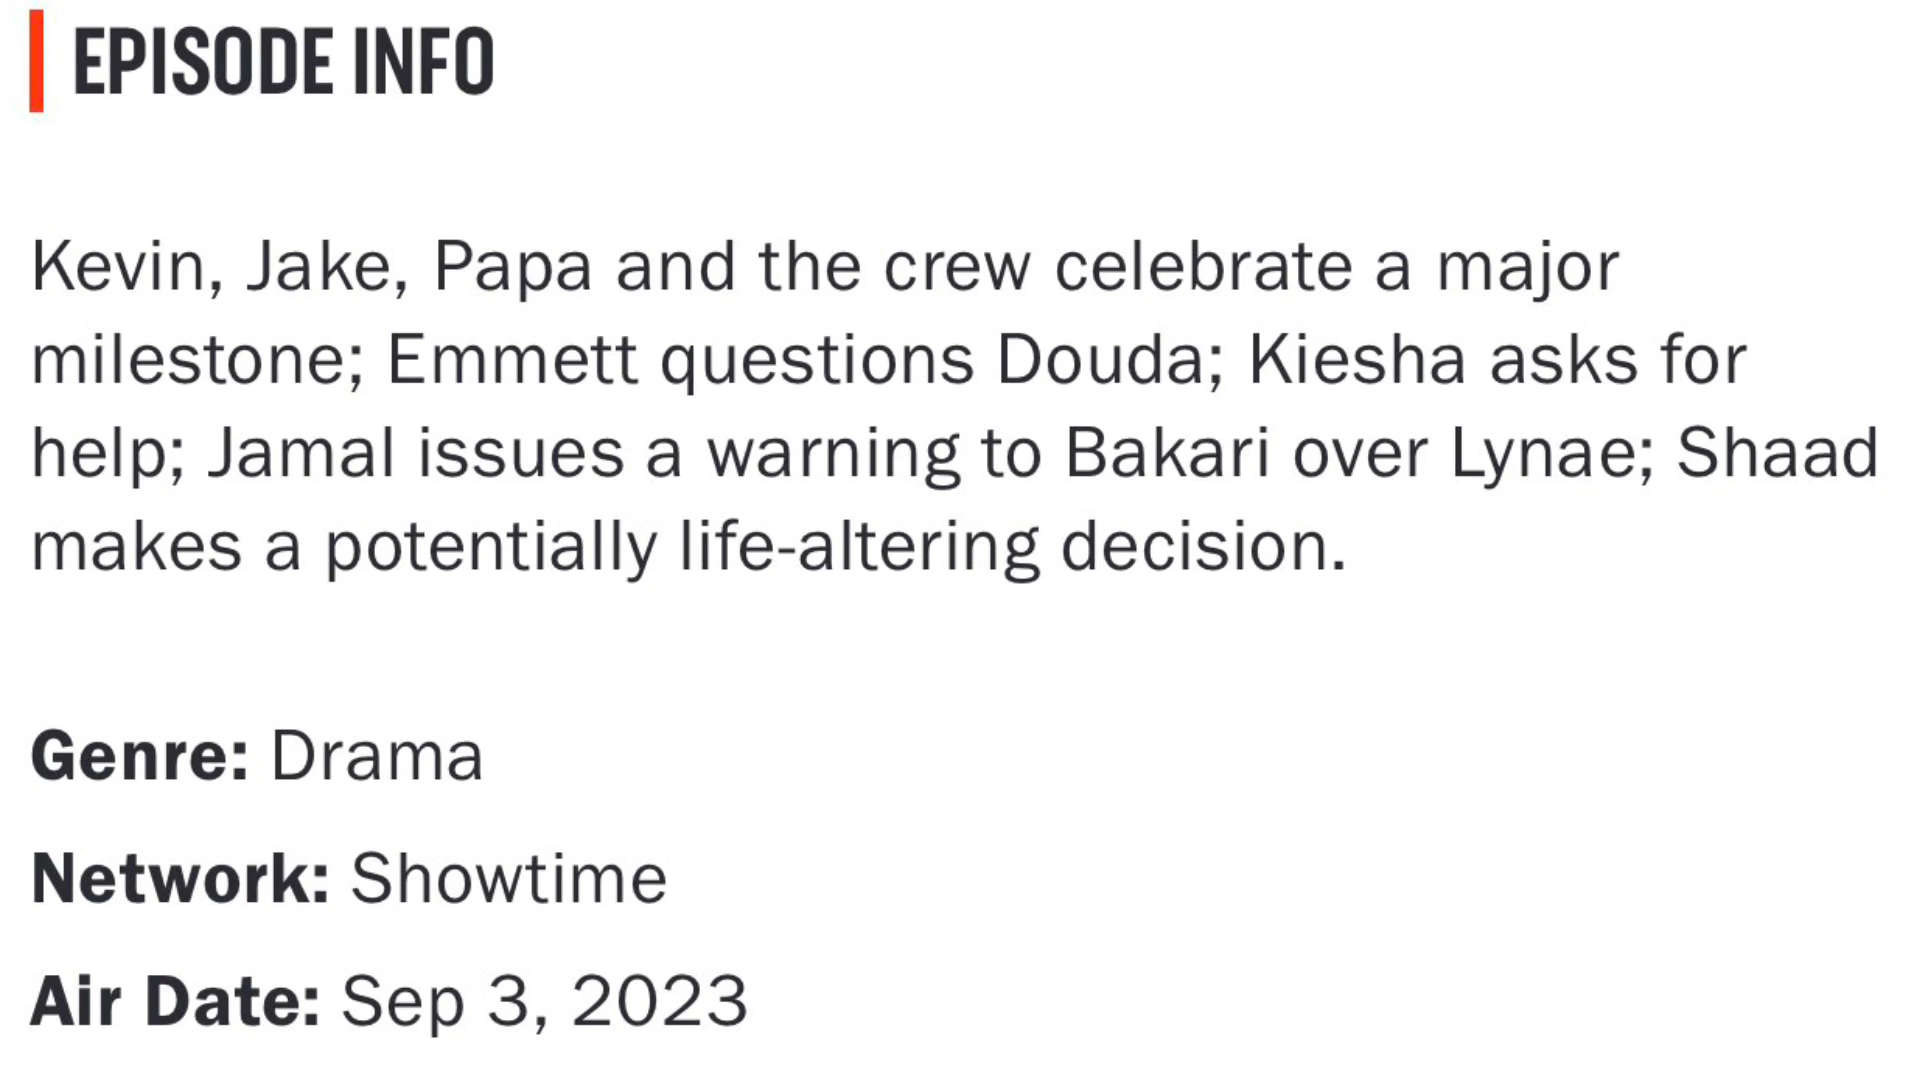 EPISODE INFO
Kevin, Jake, Papa and the crew celebrate a major
milestone; Emmett questions Douda; Kiesha asks for
help; Jamal issues a warning to Bakari over Lynae; Shaad
makes a potentially life-altering decision.
Genre: Drama
Network: Showtime
Air Date: Sep 3, 2023